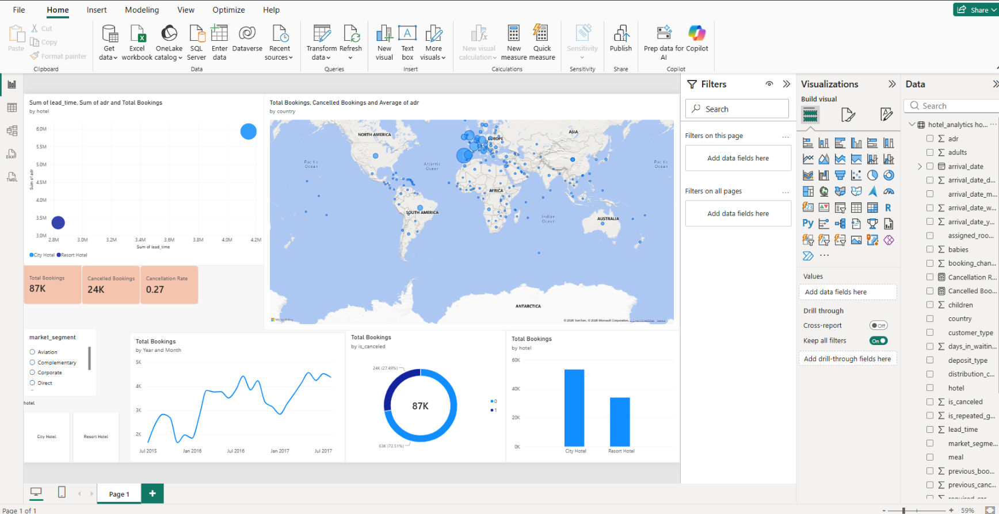 File Home Insert Modeling View Optimize Help
Share
Paste
Cut
Copy
Format painter
Clipboard
Get data
Excel workbook
OneLake catalog
SQL Server
Enter data
Dataverse
Recent sources
Data
Transform data
Refresh
Queries
New visual
Text box
More visuals
Insert
New visual calculation
New measure
Quick measure
Calculations
Sensitivity
Sensitivity
Publish
Share
Prep data for AI
Copilot
Copilot
DAX
TMDL
Sum of lead_time, Sum of adr and Total Bookings
by hotel
6.0M
5.5M
5.0M
4.5M
4.0M
3.5M
3.0M
Sum of adr
2.8M 3.0M 3.2M 3.4M 3.6M 3.8M 4.0M 4.2M
Sum of lead_time
City Hotel Resort Hotel
Total Bookings, Cancelled Bookings and Average of adr
by country
NORTH AMERICA
EUROPE
ASIA
Pacific Ocean
Atlantic Ocean
Pacific Ocean
AFRICA
SOUTH AMERICA
Indian Ocean
AUSTRALIA
ANTARCTICA
Microsoft Bing
© 2026 TomTom, © 2026 Microsoft Corporation, © OpenStreetMap Terms
Total Bookings
87K
Cancelled Bookings
24K
Cancellation Rate
0.27
market_segment
Aviation
Complementary
Corporate
Direct
hotel
City Hotel
Resort Hotel
Total Bookings
by Year and Month
5K
4K
3K
2K
Jul 2015 Jan 2016 Jul 2016 Jan 2017 Jul 2017
Total Bookings
by is_canceled
24K (27.49%)
87K
63K (72.51%)
0
1
Total Bookings
by hotel
60K
40K
20K
0K
City Hotel Resort Hotel
Filters
Search
Filters on this page ...
Add data fields here
Filters on all pages ...
Add data fields here
Visualizations
Build visual
123
R
Py
...
Values
Add data fields here
Drill through
Cross-report Off
Keep all filters On
Add drill-through fields here
Data
Search
hotel_analytics ho... ...
adr
adults
arrival_date
arrival_date_d...
arrival_date_m...
arrival_date_w...
arrival_date_y...
assigned_roo...
babies
booking_chan...
Cancellation R...
Cancelled Boo...
children
country
customer_type
days_in_waitin...
deposit_type
distribution_c...
hotel
is_canceled
is_repeated_g...
lead_time
market_segme...
meal
previous_boo...
previous_canc...
required_car...
Page 1
+
Page 1 of 1
- + 59%